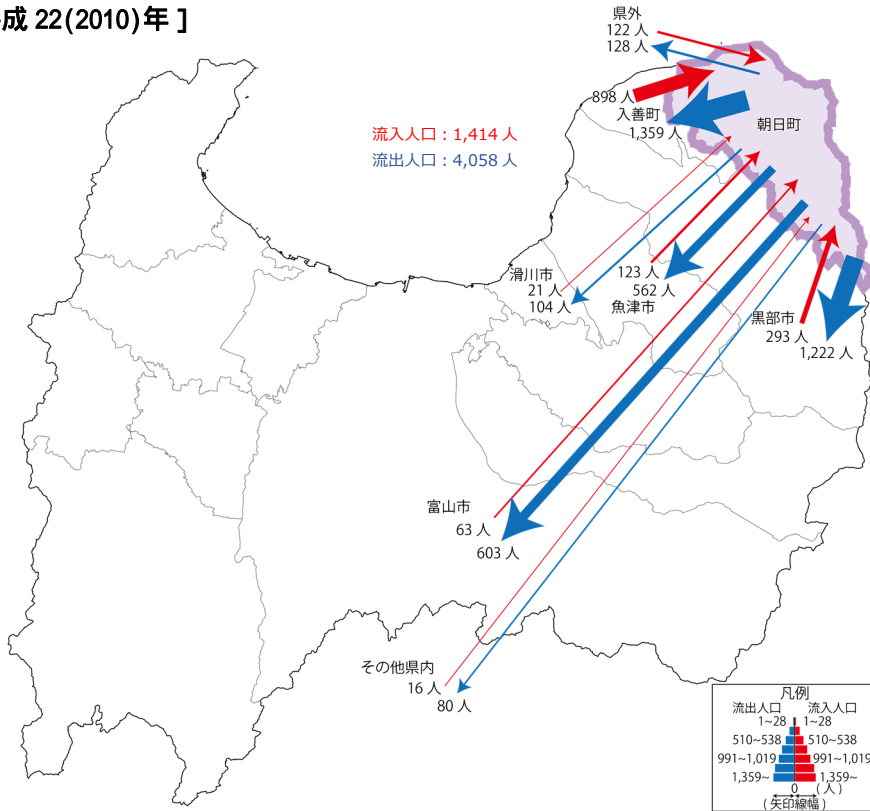 成 22(2010)年 ]
県外
122 人
128 人
898 人
入善町
1,359 人
朝日町
流入人口：1,414 人
流出人口：4,058 人
滑川市
21 人
104 人
123 人
562 人
魚津市
黒部市
293 人
1,222 人
富山市
63 人
603 人
その他県内
16 人
80 人
凡例
流出人口 流入人口
1~28 1~28
510~538 510~538
991~1,019 991~1,019
1,359~ 1,359~
0 (人)
(矢印線幅)